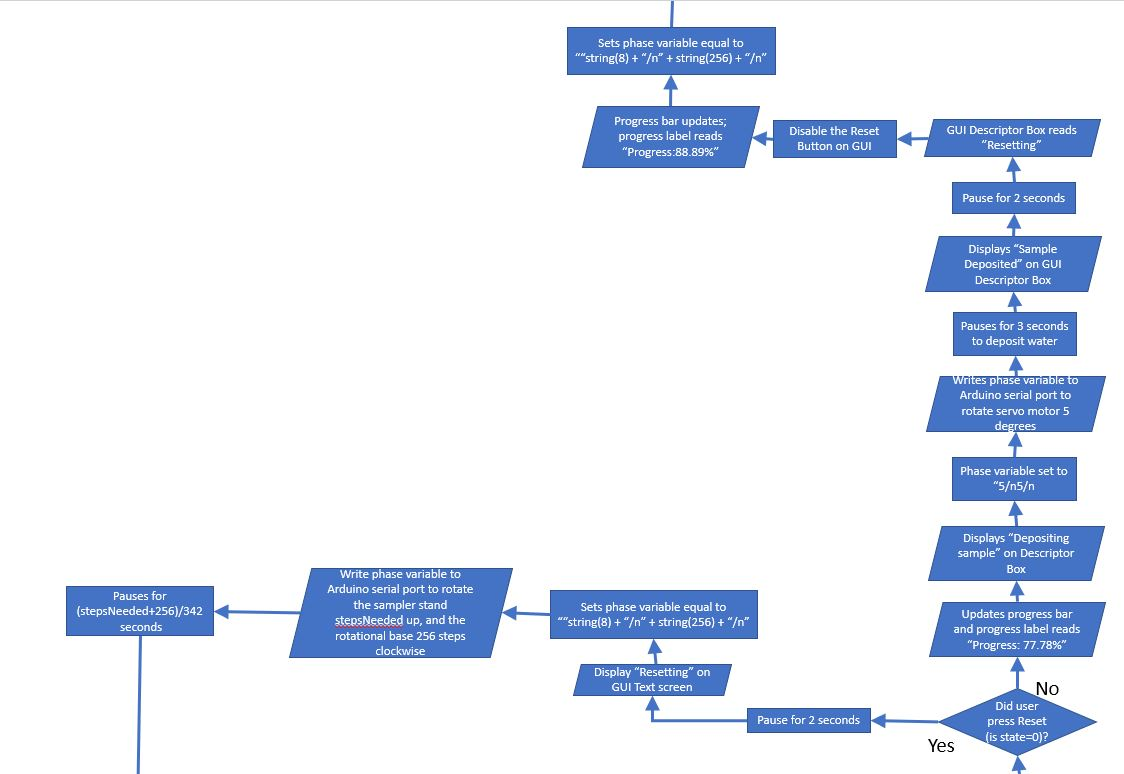 Sets phase variable equal to
““string(8) + “/n” + string(256) + “/n”
Progress bar updates;
progress label reads
“Progress:88.89%”
Disable the Reset
Button on GUI
GUI Descriptor Box reads
“Resetting”
Pause for 2 seconds
Displays “Sample
Deposited” on GUI
Descriptor Box
Pauses for 3 seconds
to deposit water
Writes phase variable to
Arduino serial port to
rotate servo motor 5
degrees
Phase variable set to
“5/n5/n
Displays “Depositing
sample” on Descriptor
Box
Updates progress bar
and progress label reads
“Progress: 77.78%”
No
Did user
press Reset
(is state=0)?
Yes
Pause for 2 seconds
Display “Resetting” on
GUI Text screen
Sets phase variable equal to
““string(8) + “/n” + string(256) + “/n”
Write phase variable to
Arduino serial port to rotate
the sampler stand
stepsNeeded up, and the
rotational base 256 steps
clockwise
Pauses for
(stepsNeeded+256)/342
seconds